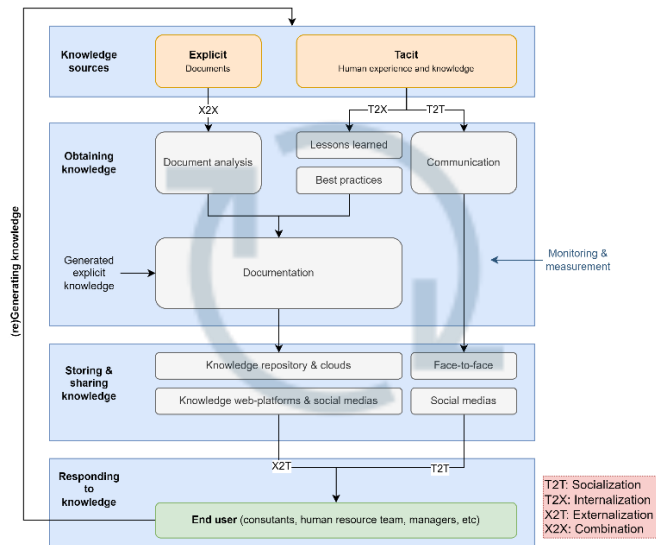 Knowledge
sources
Explicit
Documents
Tacit
Human experience and knowledge
X2X
T2X
T2T
Obtaining
knowledge
Document analysis
Lessons learned
Best practices
Communication
Generated
explicit
knowledge
Documentation
Monitoring &
measurement
(re)Generating knowledge
Storing &
sharing
knowledge
Knowledge repository & clouds
Face-to-face
Knowledge web-platforms & social medias
Social medias
X2T
T2T
Responding
to
knowledge
End user (consutants, human resource team, managers, etc)
T2T: Socialization
T2X: Internalization
X2T: Externalization
X2X: Combination